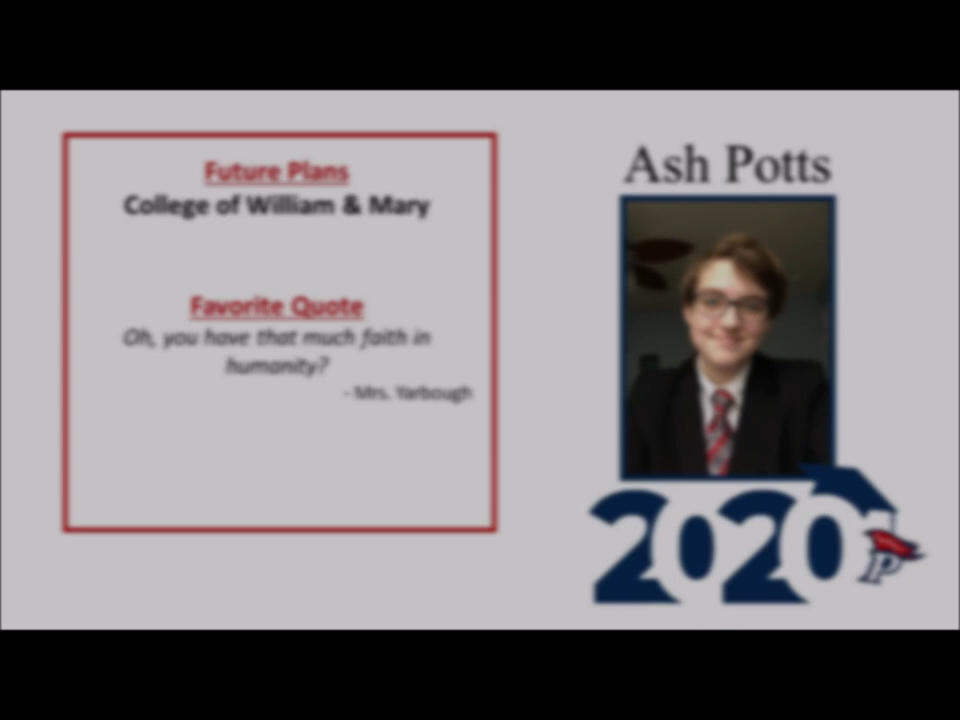 Future Plans
College of William & Mary
Favorite Quote
Oh, you have that much faith in
humanity?
- Mrs. Yarbough
Ash Potts
2020
P